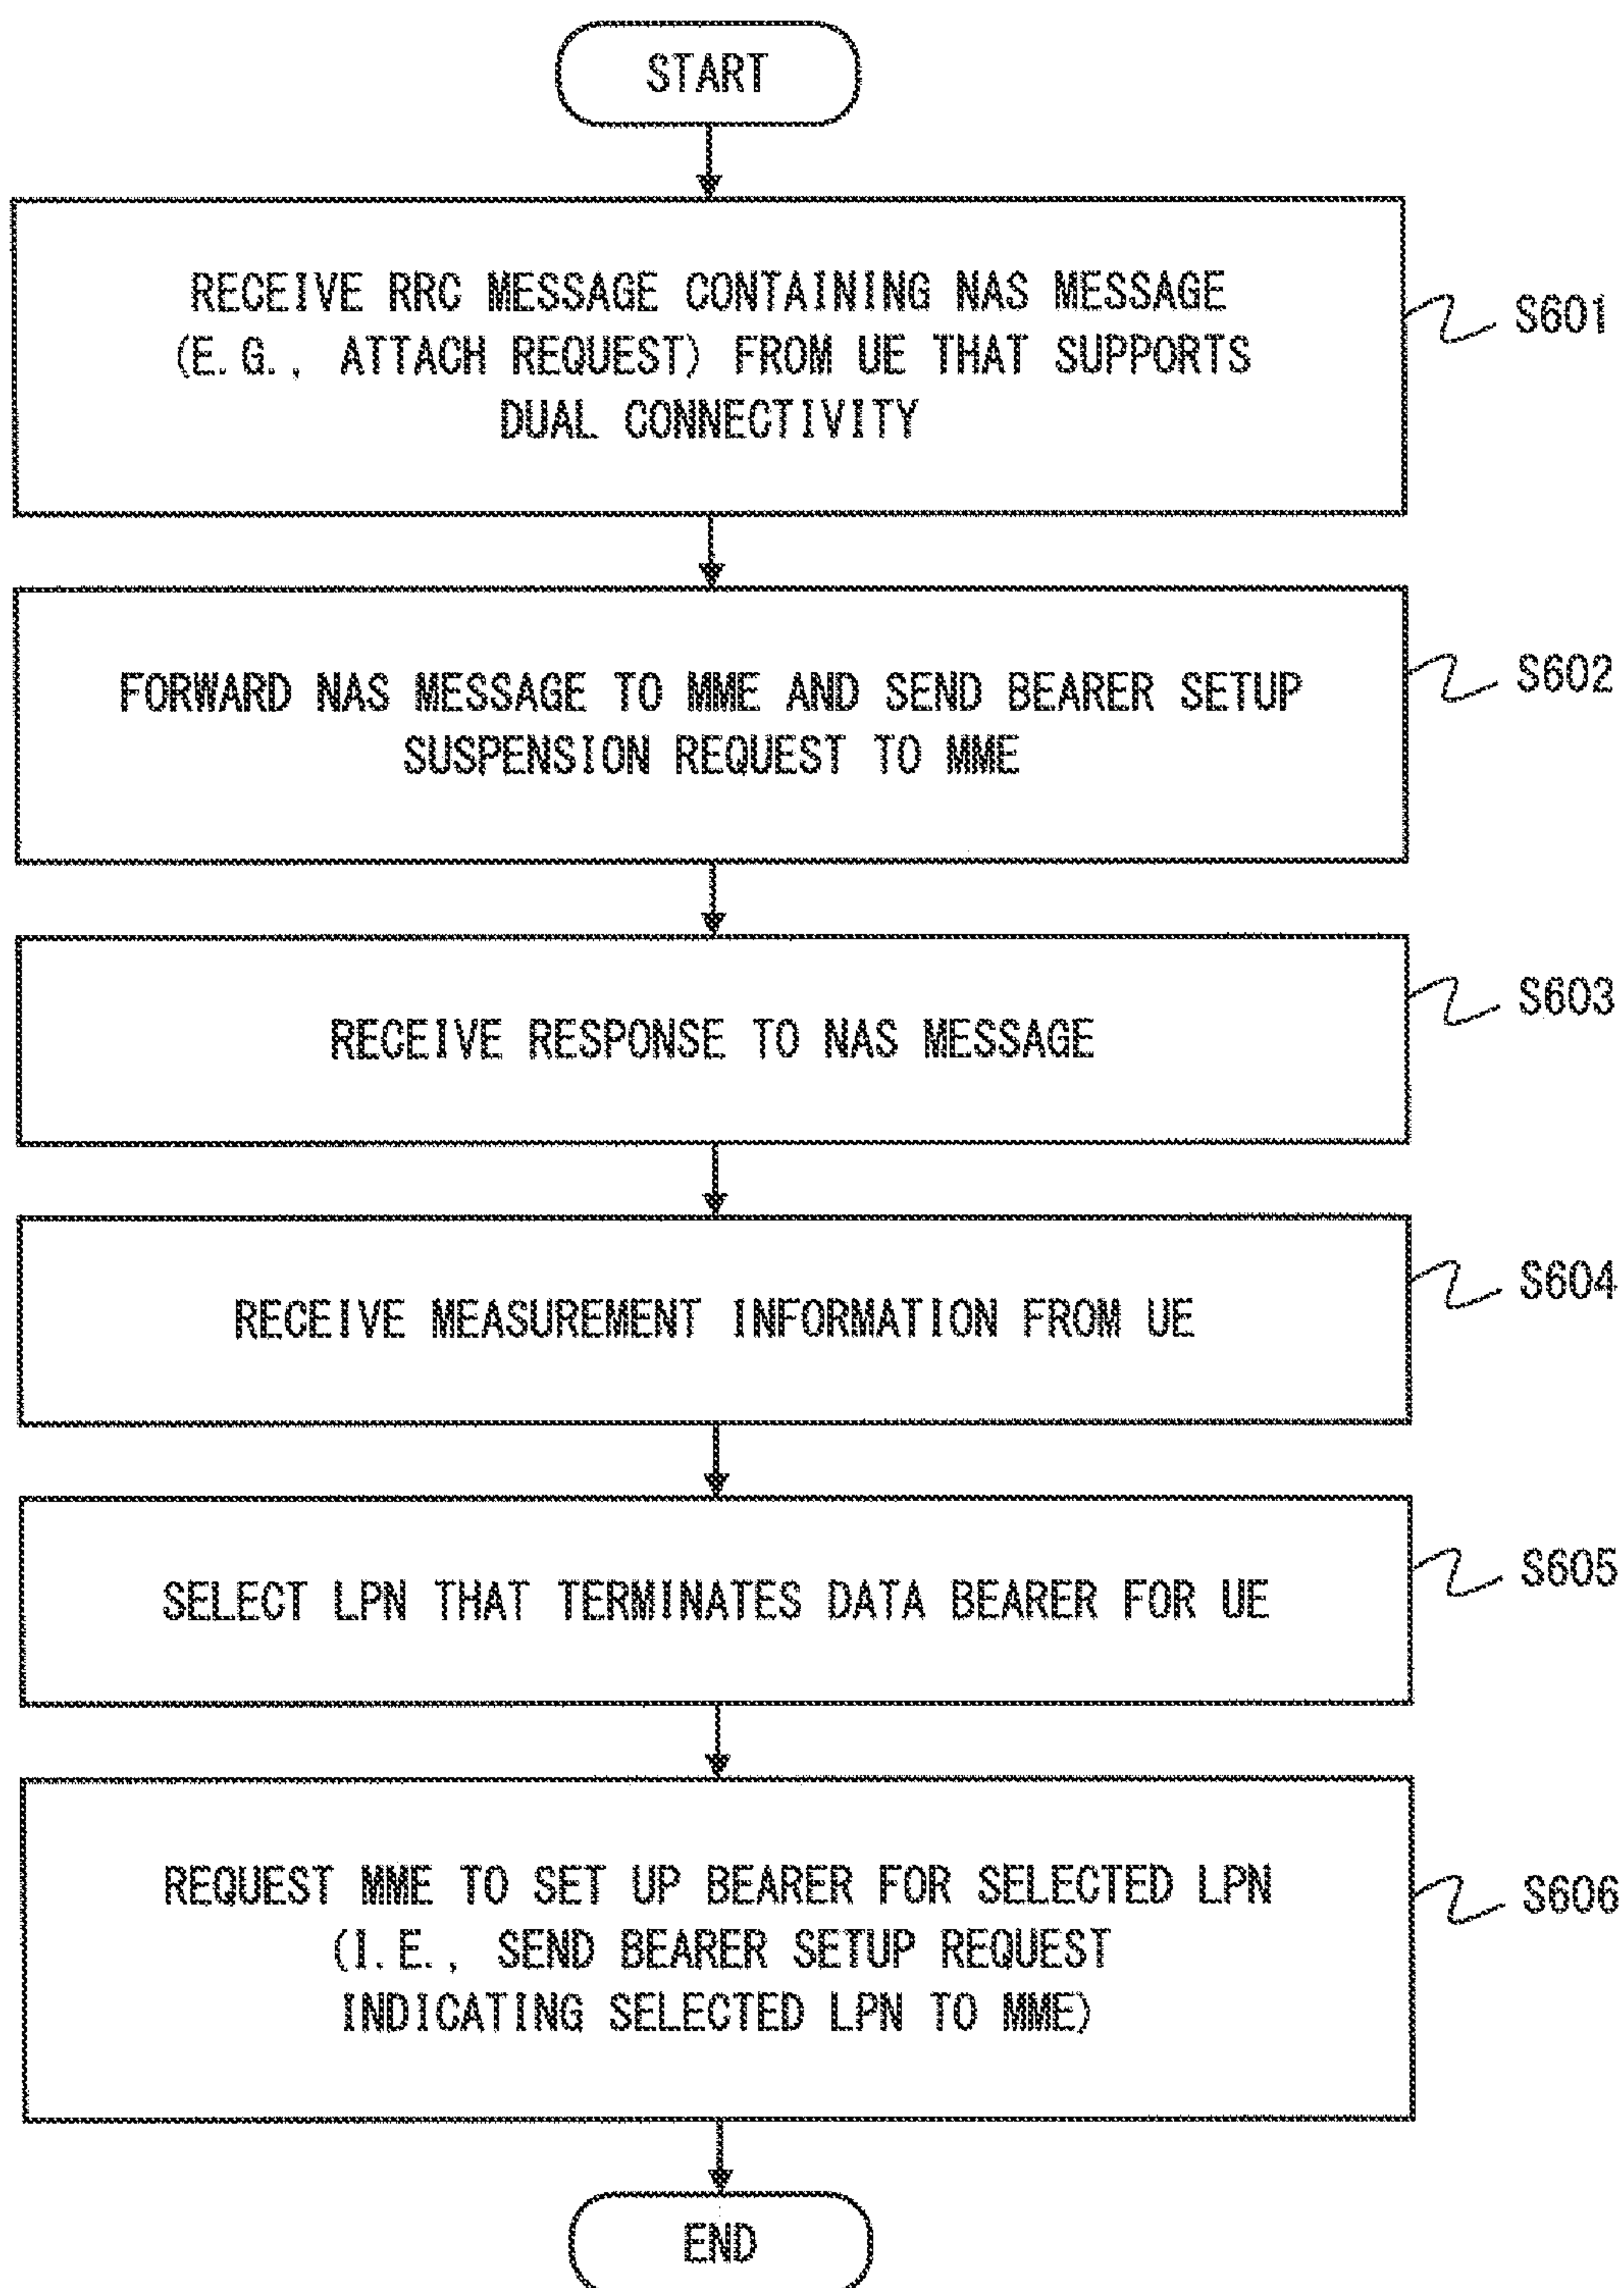 START
RECEIVE RRC MESSAGE CONTAINING NAS MESSAGE
(E.G., ATTACH REQUEST) FROM UE THAT SUPPORTS
DUAL CONNECTIVITY
S601
FORWARD NAS MESSAGE TO MME AND SEND BEARER SETUP
SUSPENSION REQUEST TO MME
S602
RECEIVE RESPONSE TO NAS MESSAGE
S603
RECEIVE MEASUREMENT INFORMATION FROM UE
S604
SELECT LPN THAT TERMINATES DATA BEARER FOR UE
S605
REQUEST MME TO SET UP BEARER FOR SELECTED LPN
(I.E., SEND BEARER SETUP REQUEST
INDICATING SELECTED LPN TO MME)
S606
END